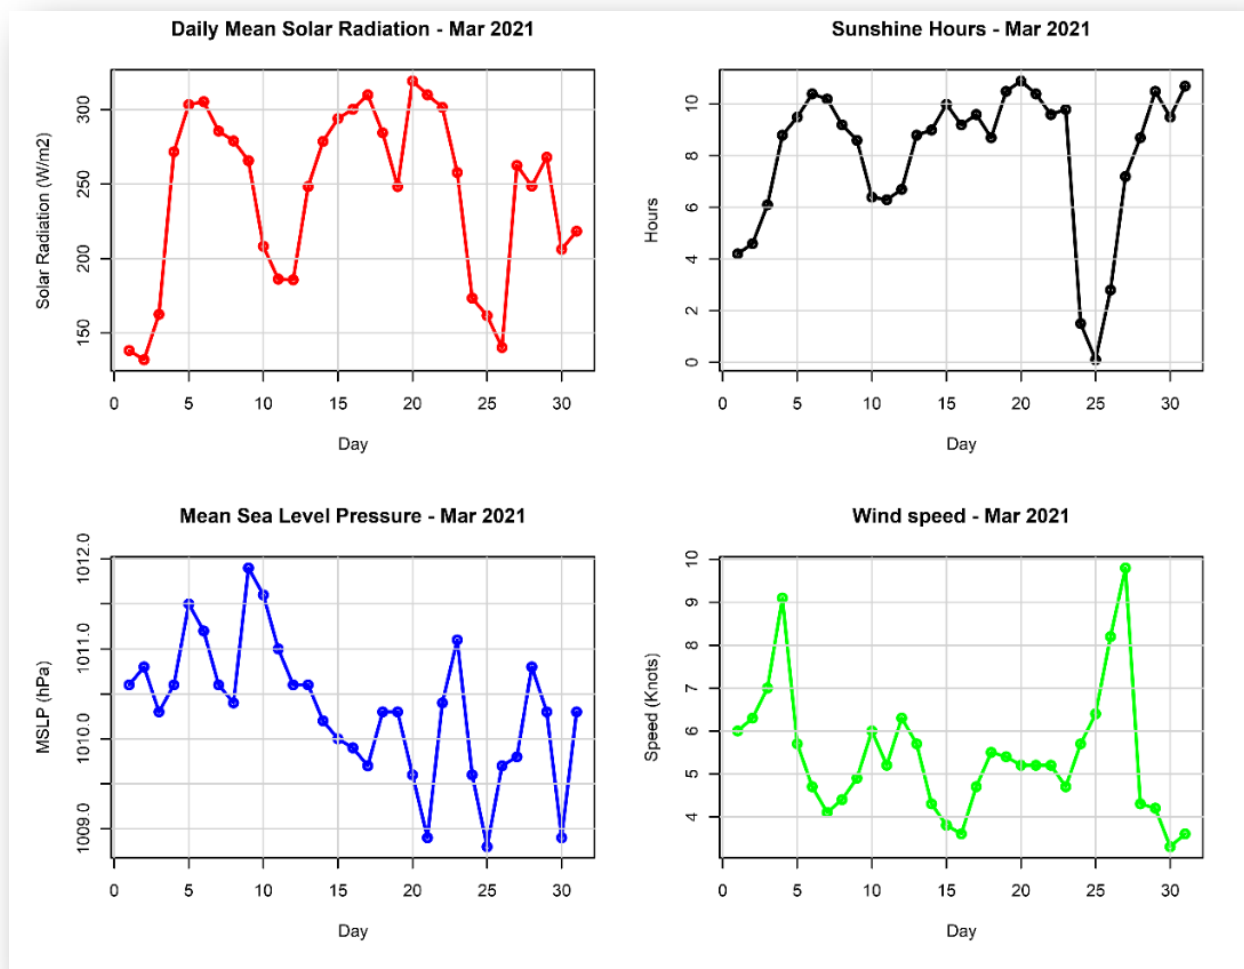 Daily Mean Solar Radiation - Mar 2021
Solar Radiation (W/m2)
300
250
200
150
0 5 10 15 20 25 30
Day
Sunshine Hours - Mar 2021
Hours
10
8
6
4
2
0
0 5 10 15 20 25 30
Day
Mean Sea Level Pressure - Mar 2021
MSLP (hPa)
1012.0
1011.0
1010.0
1009.0
0 5 10 15 20 25 30
Day
Wind speed - Mar 2021
Speed (Knots)
10
9
8
7
6
5
4
0 5 10 15 20 25 30
Day